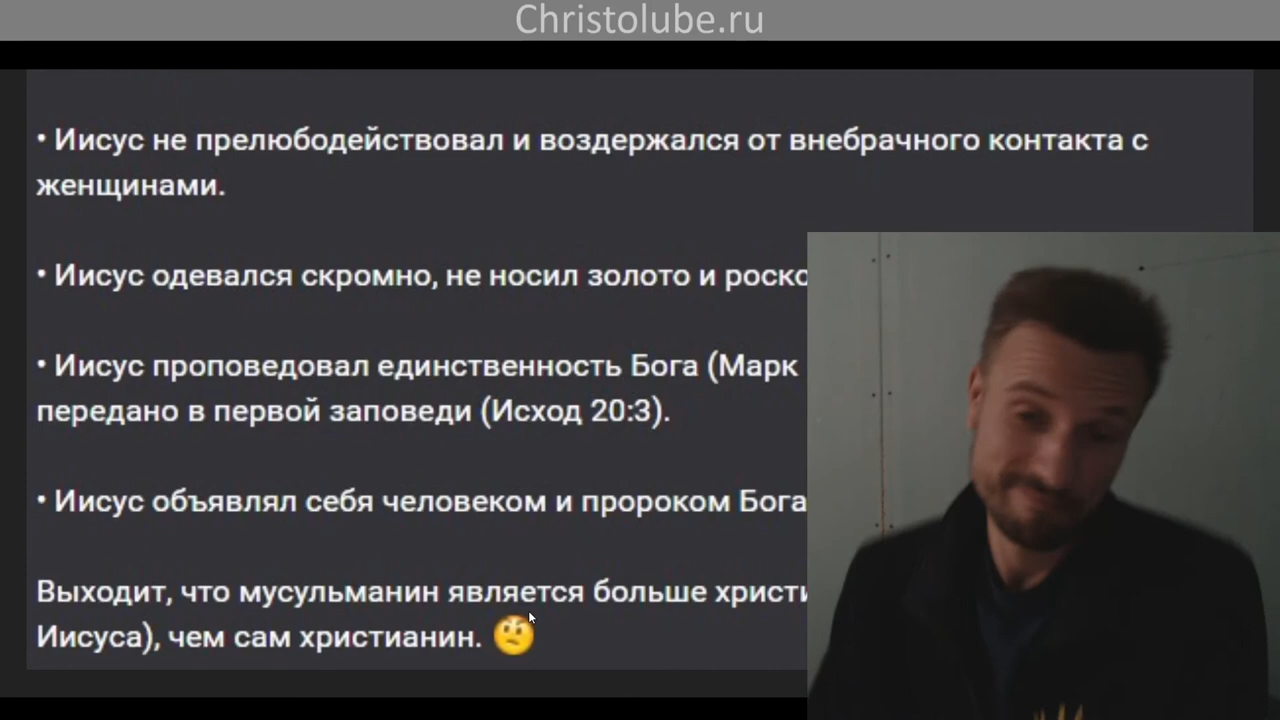 Christolube.ru
• Иисус не прелюбодействовал и воздержался от внебрачного контакта с
женщинами.
• Иисус одевался скромно, не носил золото и
• Иисус проповедовал единственность Бога (Марк
передано в первой заповеди (Исход 20:3).
• Иисус объявлял себя человеком и пророком Бога
Выходит, что мусульманин является больше
Иисуса), чем сам христианин.